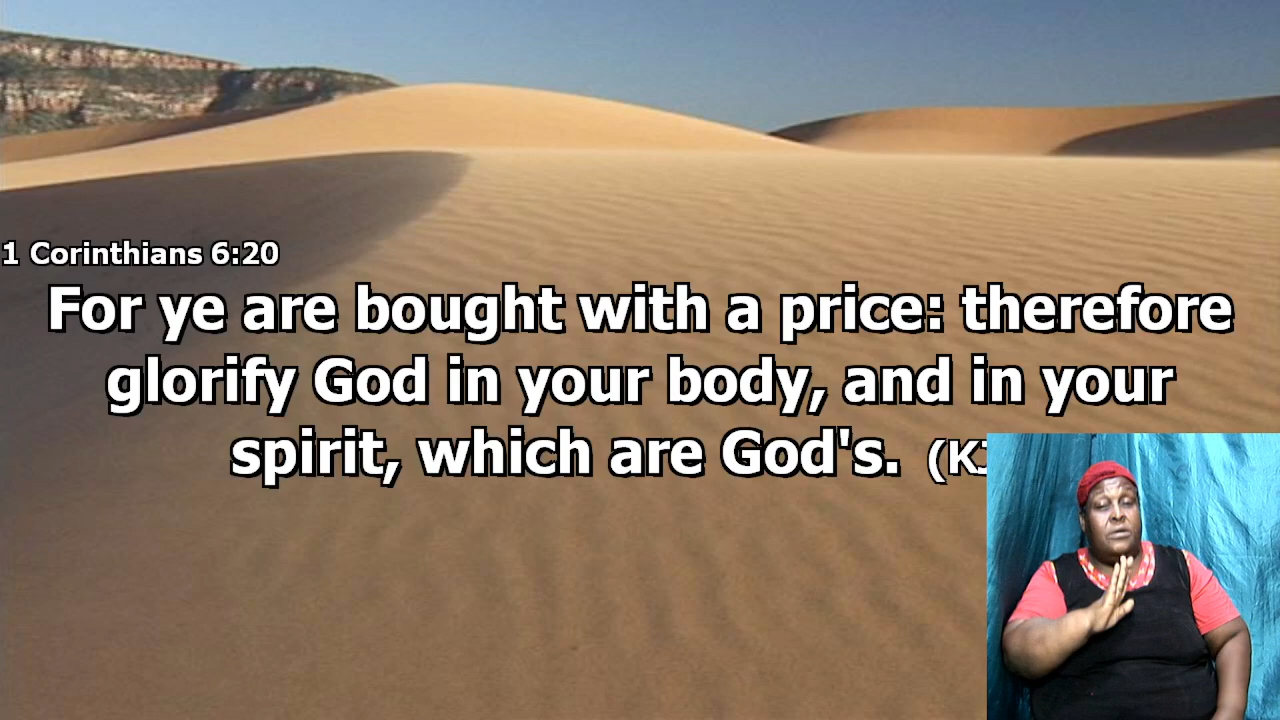 1 Corinthians 6:20
For ye are bought with a price: therefore
glorify God in your body, and in your
spirit, which are God's.